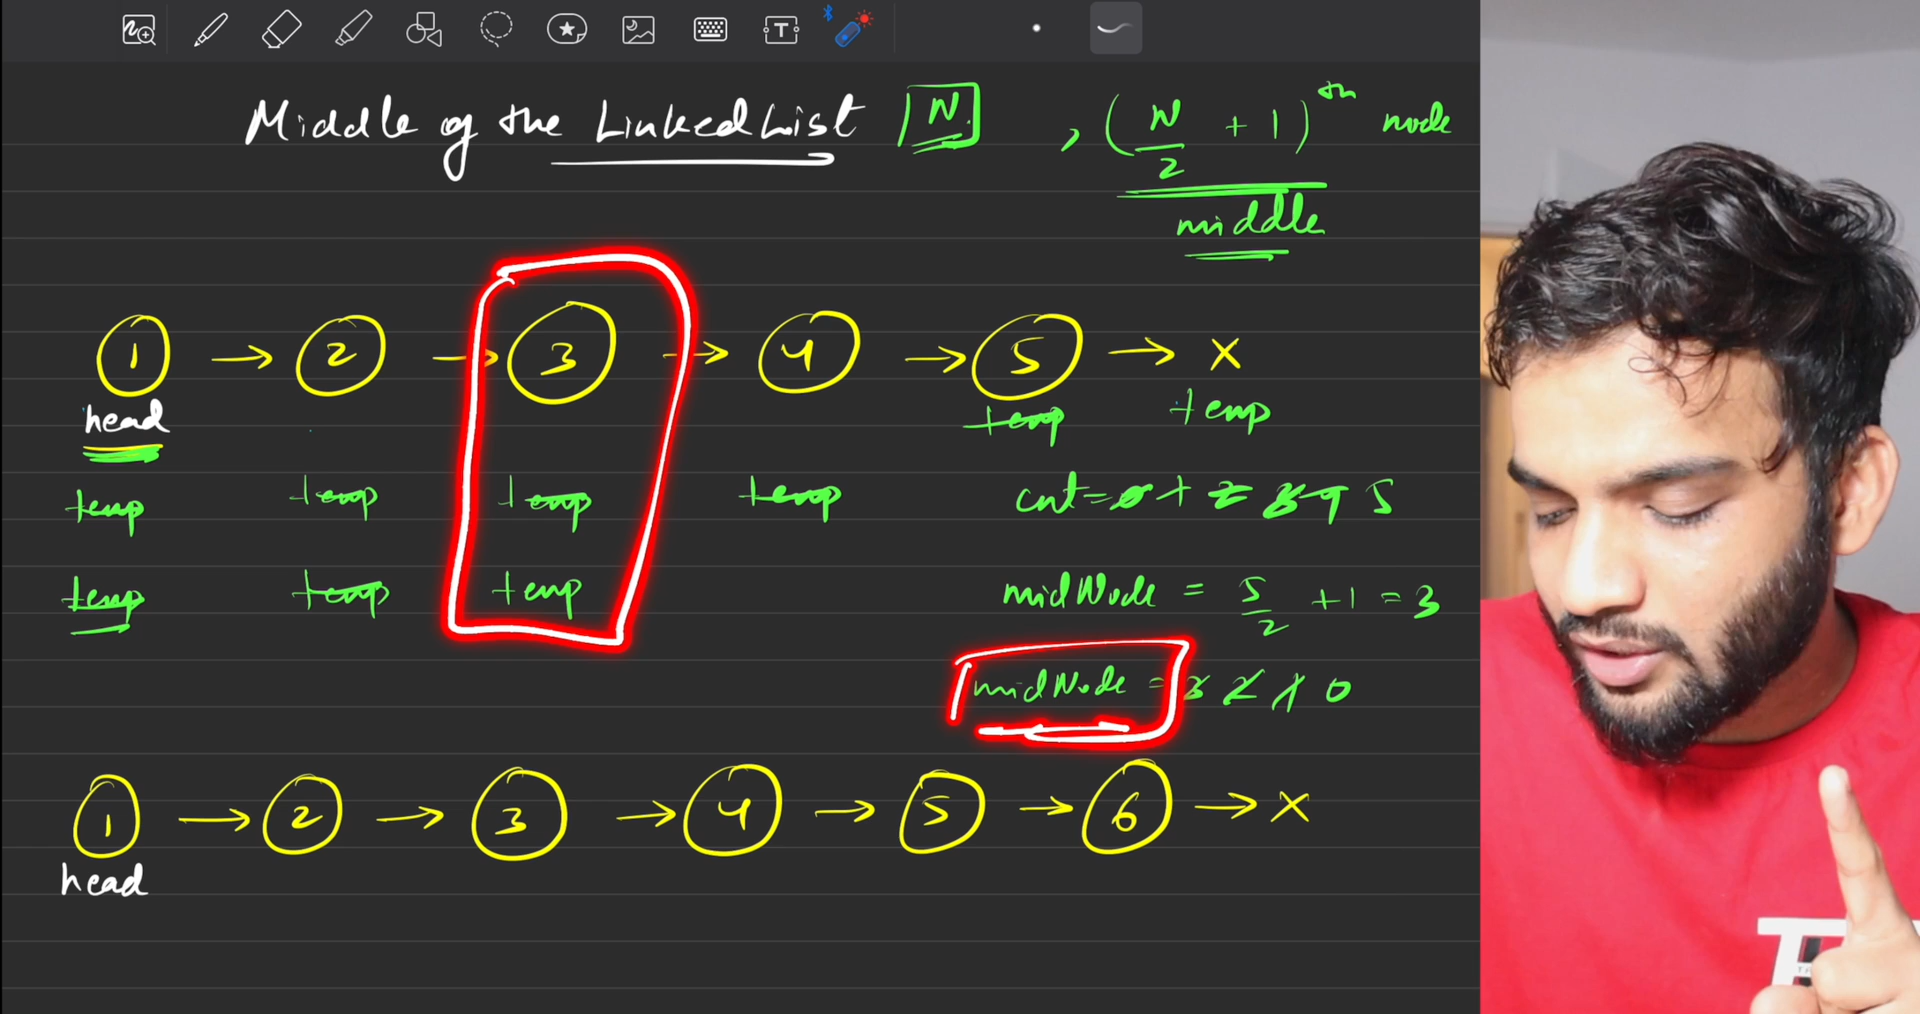 Middle of the LinkedList N , (N/2 + 1)th node
middle
1 → 2 → 3 → 4 → 5 → X
head
temp temp
temp temp temp temp cnt = 0 1 2 3 4 5
temp temp temp midNode = 5/2 + 1 = 3
midNode = 3 2 1 0
1 → 2 → 3 → 4 → 5 → 6 → X
head